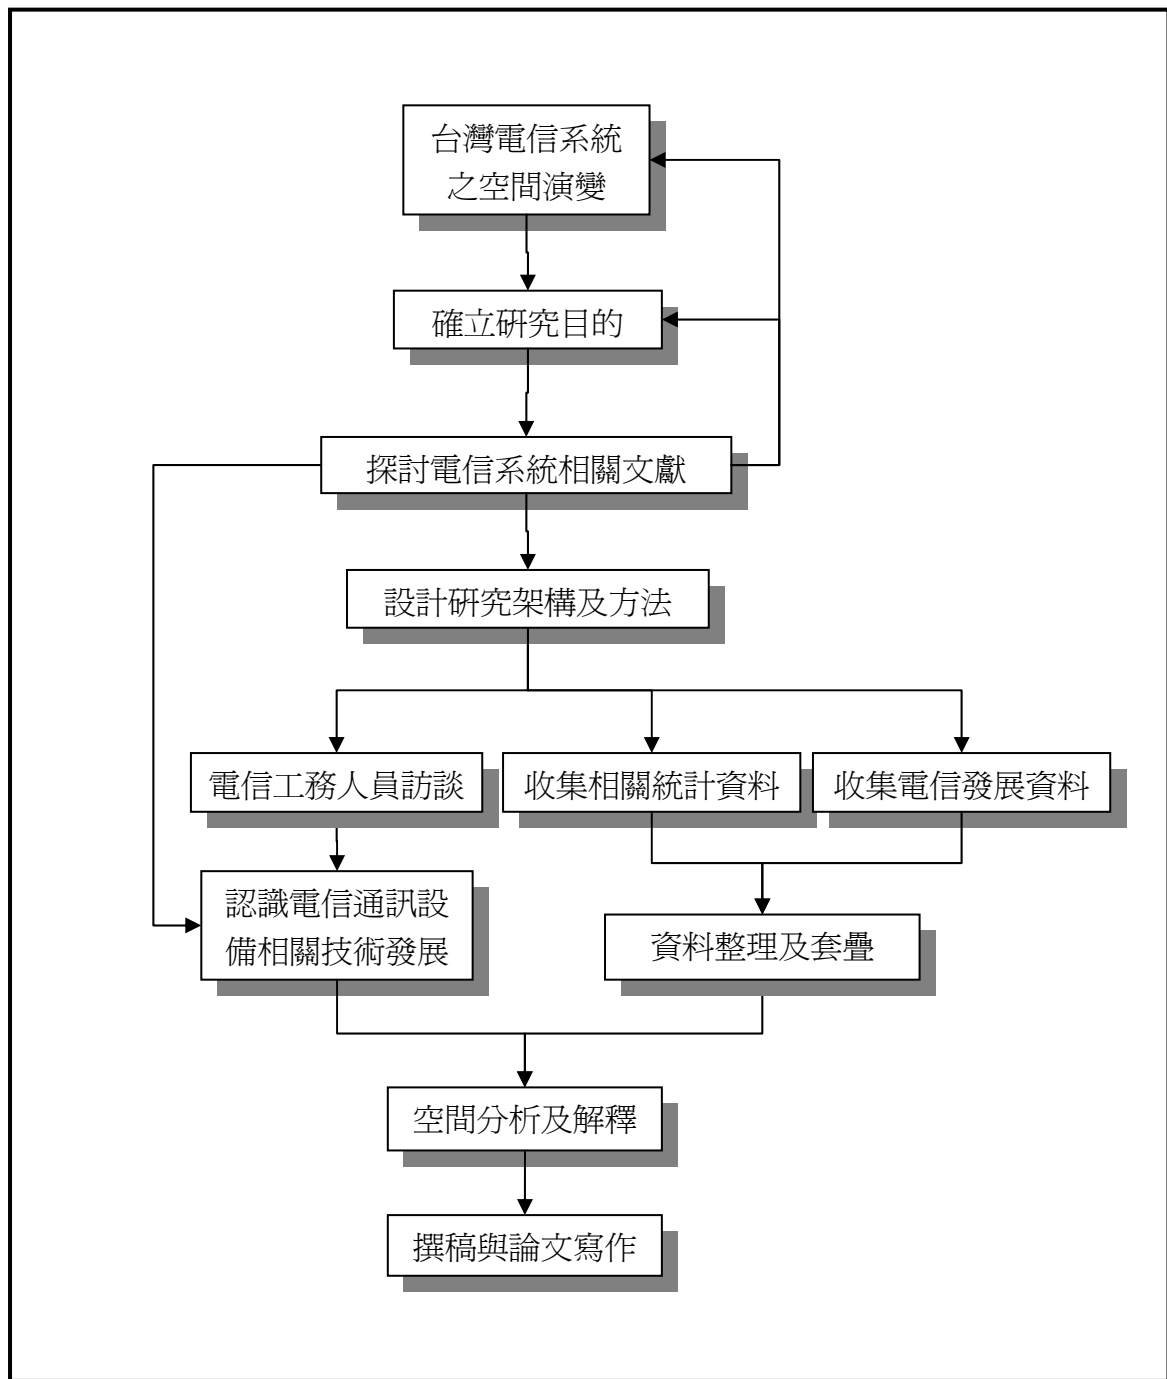 台灣電信系統
之空間演變
確立研究目的
探討電信系統相關文獻
設計研究架構及方法
電信工務人員訪談
收集相關統計資料
收集電信發展資料
認識電信通訊設
備相關技術發展
資料整理及套疊
空間分析及解釋
撰稿與論文寫作